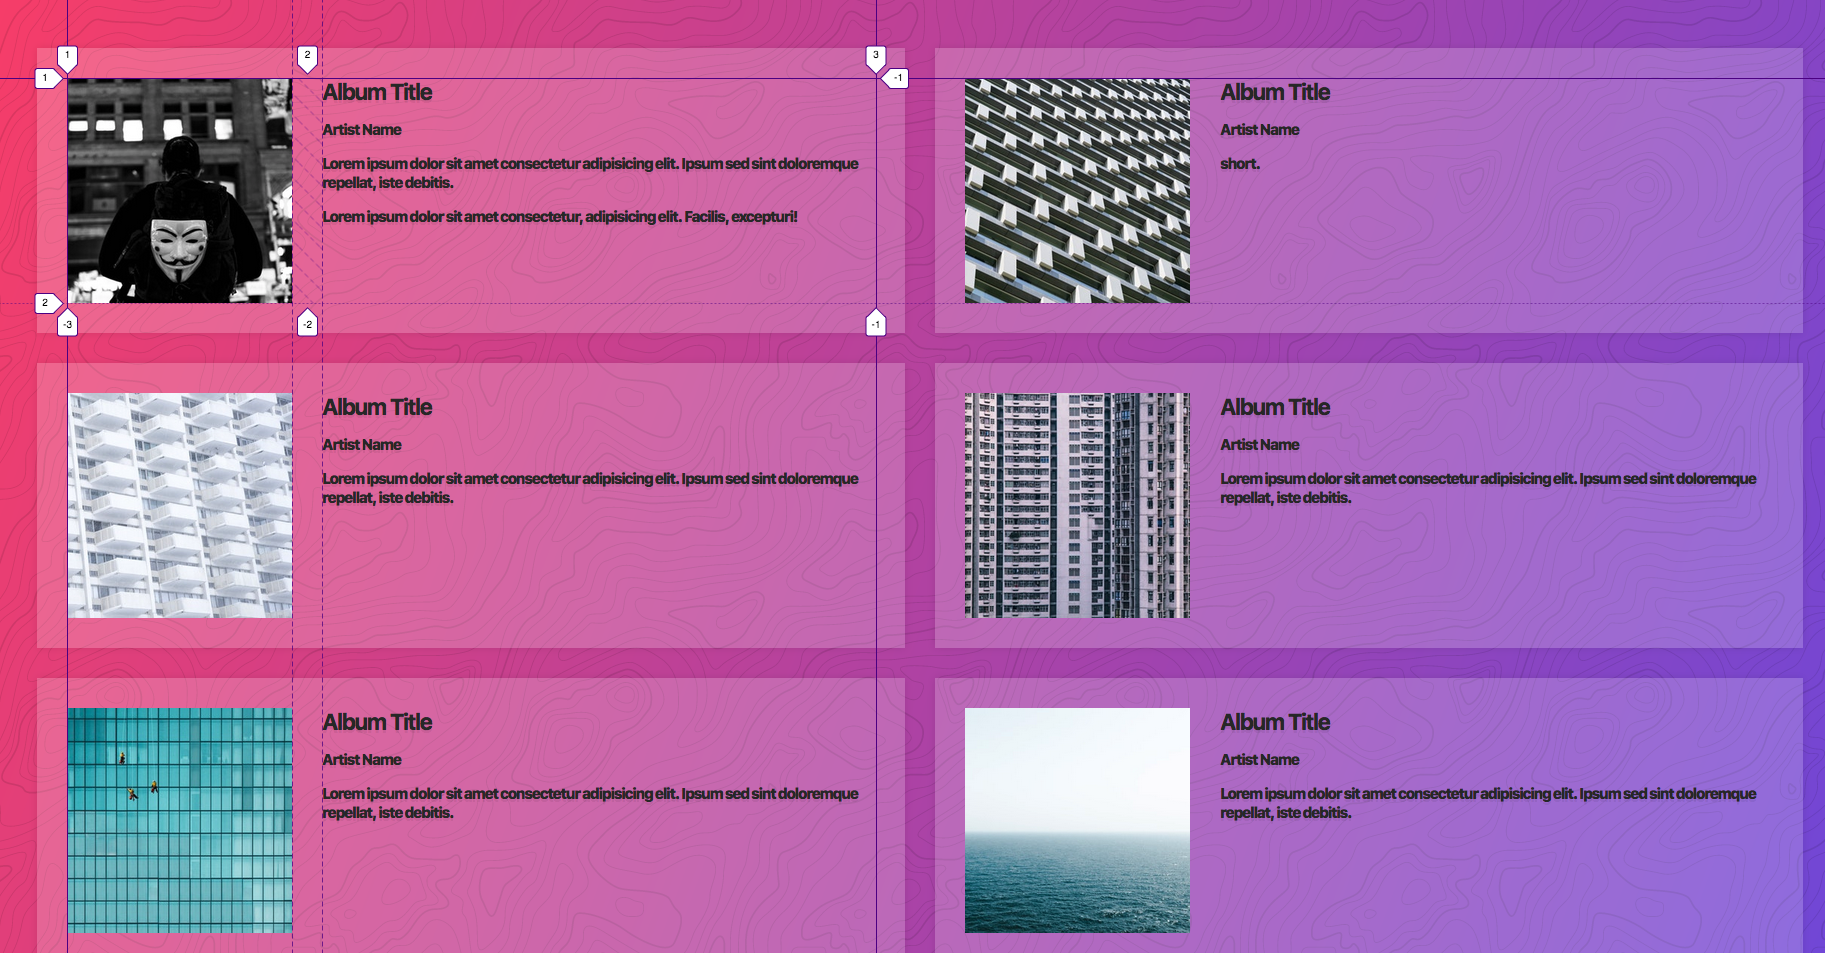 1
2
3
1
-1
Album Title
Artist Name
Lorem ipsum dolor sit amet consectetur adipisicing elit. Ipsum sed sint doloremque
repellat, iste debitis.
Lorem ipsum dolor sit amet consectetur, adipisicing elit. Facilis, excepturi!
2
-3
-2
-1
Album Title
Artist Name
short.
Album Title
Artist Name
Lorem ipsum dolor sit amet consectetur adipisicing elit. Ipsum sed sint doloremque
repellat, iste debitis.
Album Title
Artist Name
Lorem ipsum dolor sit amet consectetur adipisicing elit. Ipsum sed sint doloremque
repellat, iste debitis.
Album Title
Artist Name
Lorem ipsum dolor sit amet consectetur adipisicing elit. Ipsum sed sint doloremque
repellat, iste debitis.
Album Title
Artist Name
Lorem ipsum dolor sit amet consectetur adipisicing elit. Ipsum sed sint doloremque
repellat, iste debitis.